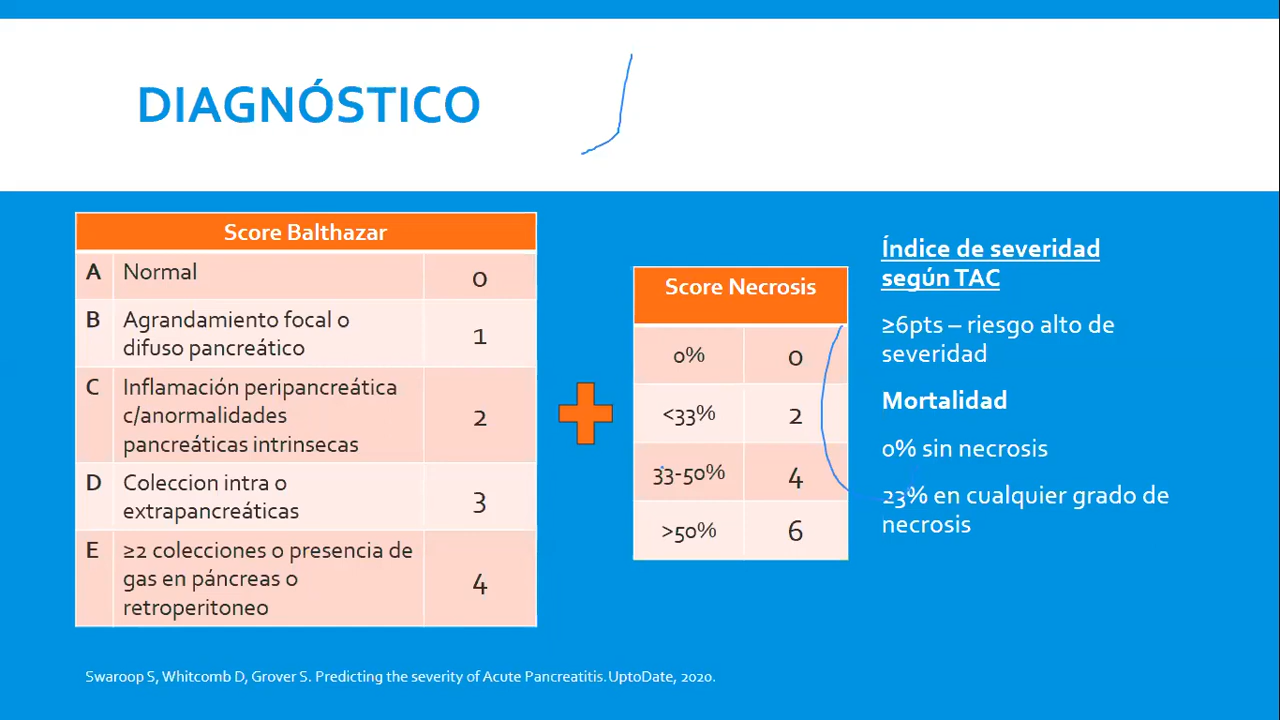 DIAGNÓSTICO
Score Balthazar
A Normal 0
B Agrandamiento focal o
difuso pancreático 1
C Inflamación peripancreática
c/anormalidades
pancreáticas intrinsecas 2
D Coleccion intra o
extrapancreáticas 3
E ≥2 colecciones o presencia de
gas en páncreas o
retroperitoneo 4
Score Necrosis
0% 0
<33% 2
33-50% 4
>50% 6
Índice de severidad
según TAC
≥6pts – riesgo alto de
severidad
Mortalidad
0% sin necrosis
23% en cualquier grado de
necrosis
Swaroop S, Whitcomb D, Grover S. Predicting the severity of Acute Pancreatitis. UptoDate, 2020.